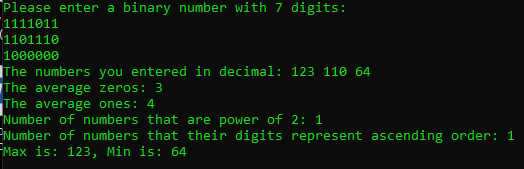 Please enter a binary number with 7 digits:
1111011
1101110
1000000
The numbers you entered in decimal: 123 110 64
The average zeros: 3
The average ones: 4
Number of numbers that are power of 2: 1
Number of numbers that their digits represent ascending order: 1
Max is: 123, Min is: 64